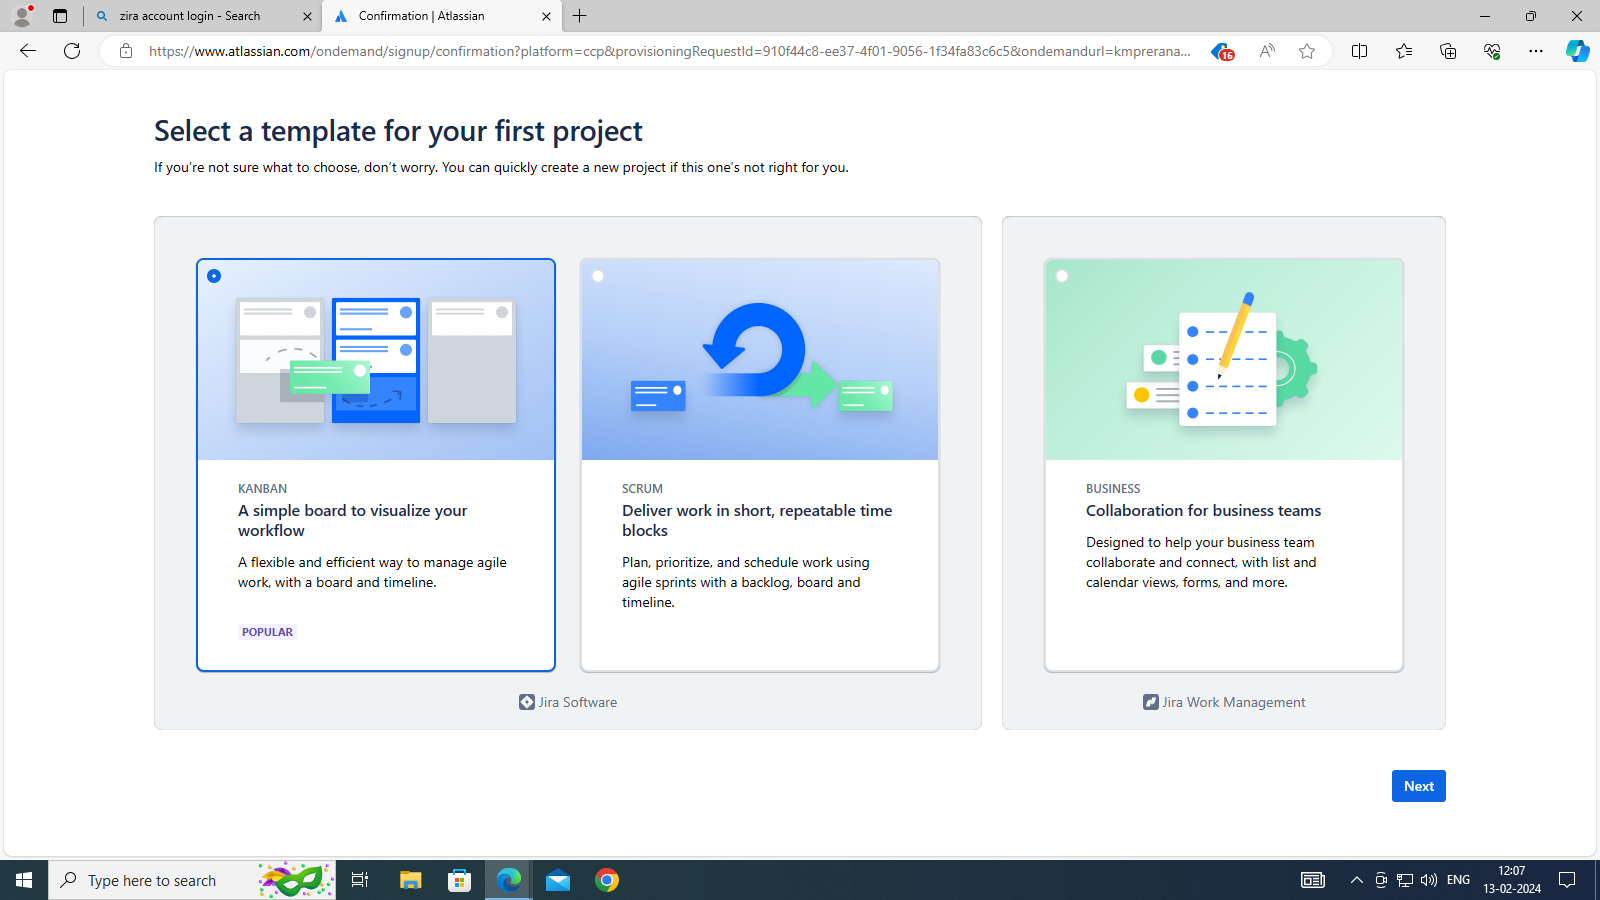 zira account login - Search
Confirmation | Atlassian
https://www.atlassian.com/ondemand/signup/confirmation?platform=ccp&provisioningRequestId=910f44c8-ee37-4f01-9056-1f34fa83c6c5&ondemandurl=kmprerana...
16
Select a template for your first project
If you’re not sure what to choose, don’t worry. You can quickly create a new project if this one’s not right for you.
KANBAN
A simple board to visualize your
workflow
A flexible and efficient way to manage agile
work, with a board and timeline.
POPULAR
SCRUM
Deliver work in short, repeatable time
blocks
Plan, prioritize, and schedule work using
agile sprints with a backlog, board and
timeline.
Jira Software
BUSINESS
Collaboration for business teams
Designed to help your business team
collaborate and connect, with list and
calendar views, forms, and more.
Jira Work Management
Next
Type here to search
ENG
12:07
13-02-2024